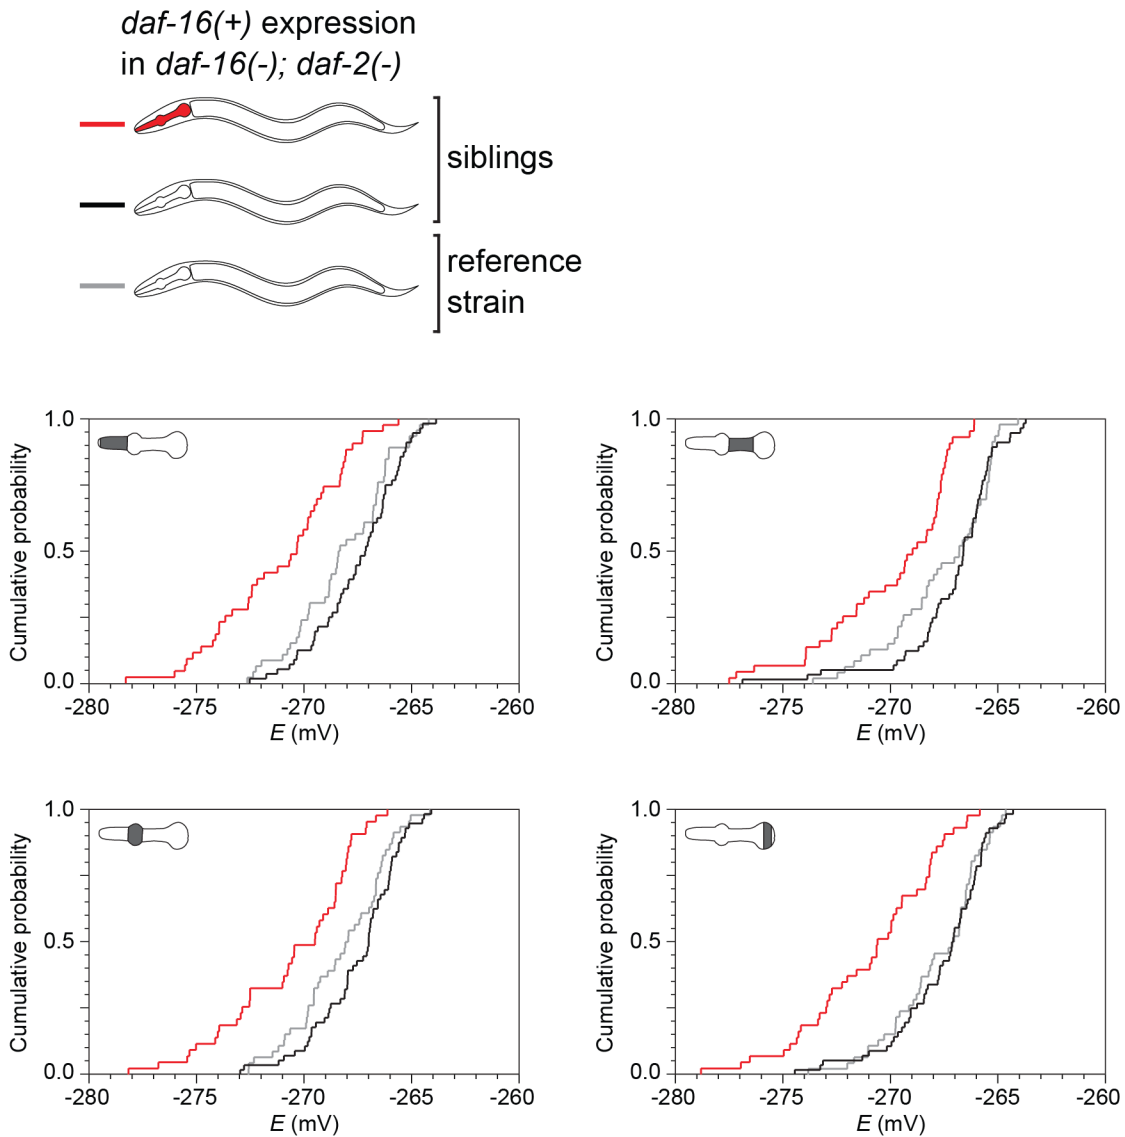 daf-16(+) expression
in daf-16(-); daf-2(-)
siblings
reference
strain
1.0
0.5
0.0
Cumulative probability
-280
-275
-270
-265
-260
E (mV)
1.0
0.5
0.0
Cumulative probability
-280
-275
-270
-265
-260
E (mV)
1.0
0.5
0.0
Cumulative probability
-280
-275
-270
-265
-260
E (mV)
1.0
0.5
0.0
Cumulative probability
-280
-275
-270
-265
-260
E (mV)